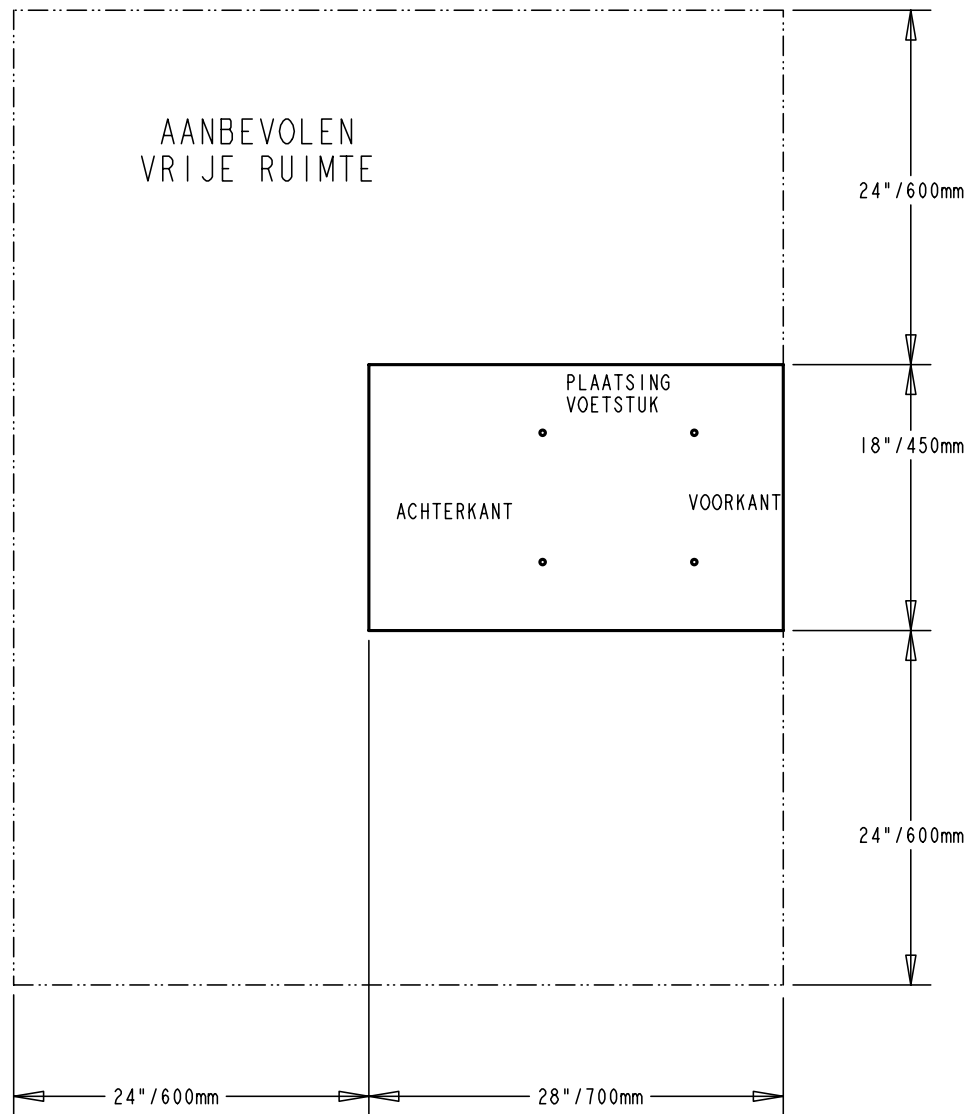 AANBEVOLEN
VRIJE RUIMTE
24"/600mm
PLAATSING
VOETSTUK
18"/450mm
ACHTERKANT
VOORKANT
24"/600mm
24"/600mm
28"/700mm